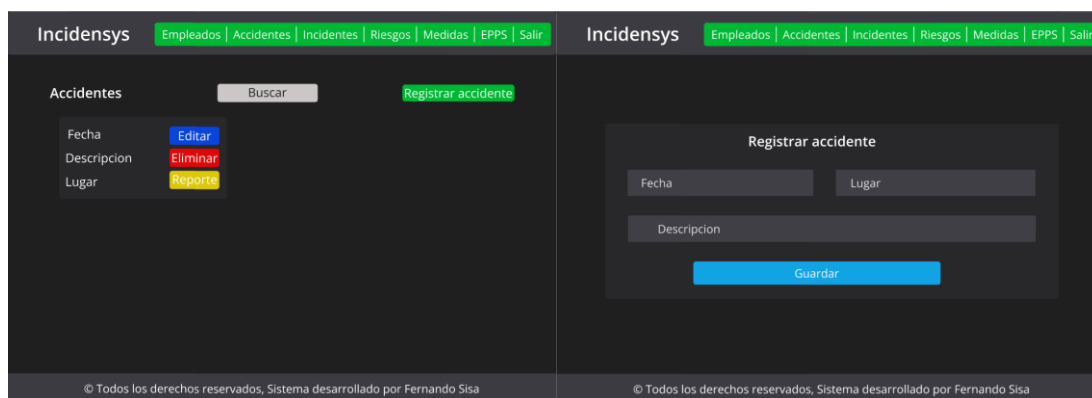 Incidensys
Empleados | Accidentes | Incidentes | Riesgos | Medidas | EPPS | Salir
Accidentes
Buscar
Registrar accidente
Fecha
Editar
Descripcion
Eliminar
Lugar
Reporte
© Todos los derechos reservados, Sistema desarrollado por Fernando Sisa
Incidensys
Empleados | Accidentes | Incidentes | Riesgos | Medidas | EPPS | Salir
Registrar accidente
Fecha
Lugar
Descripcion
Guardar
© Todos los derechos reservados, Sistema desarrollado por Fernando Sisa